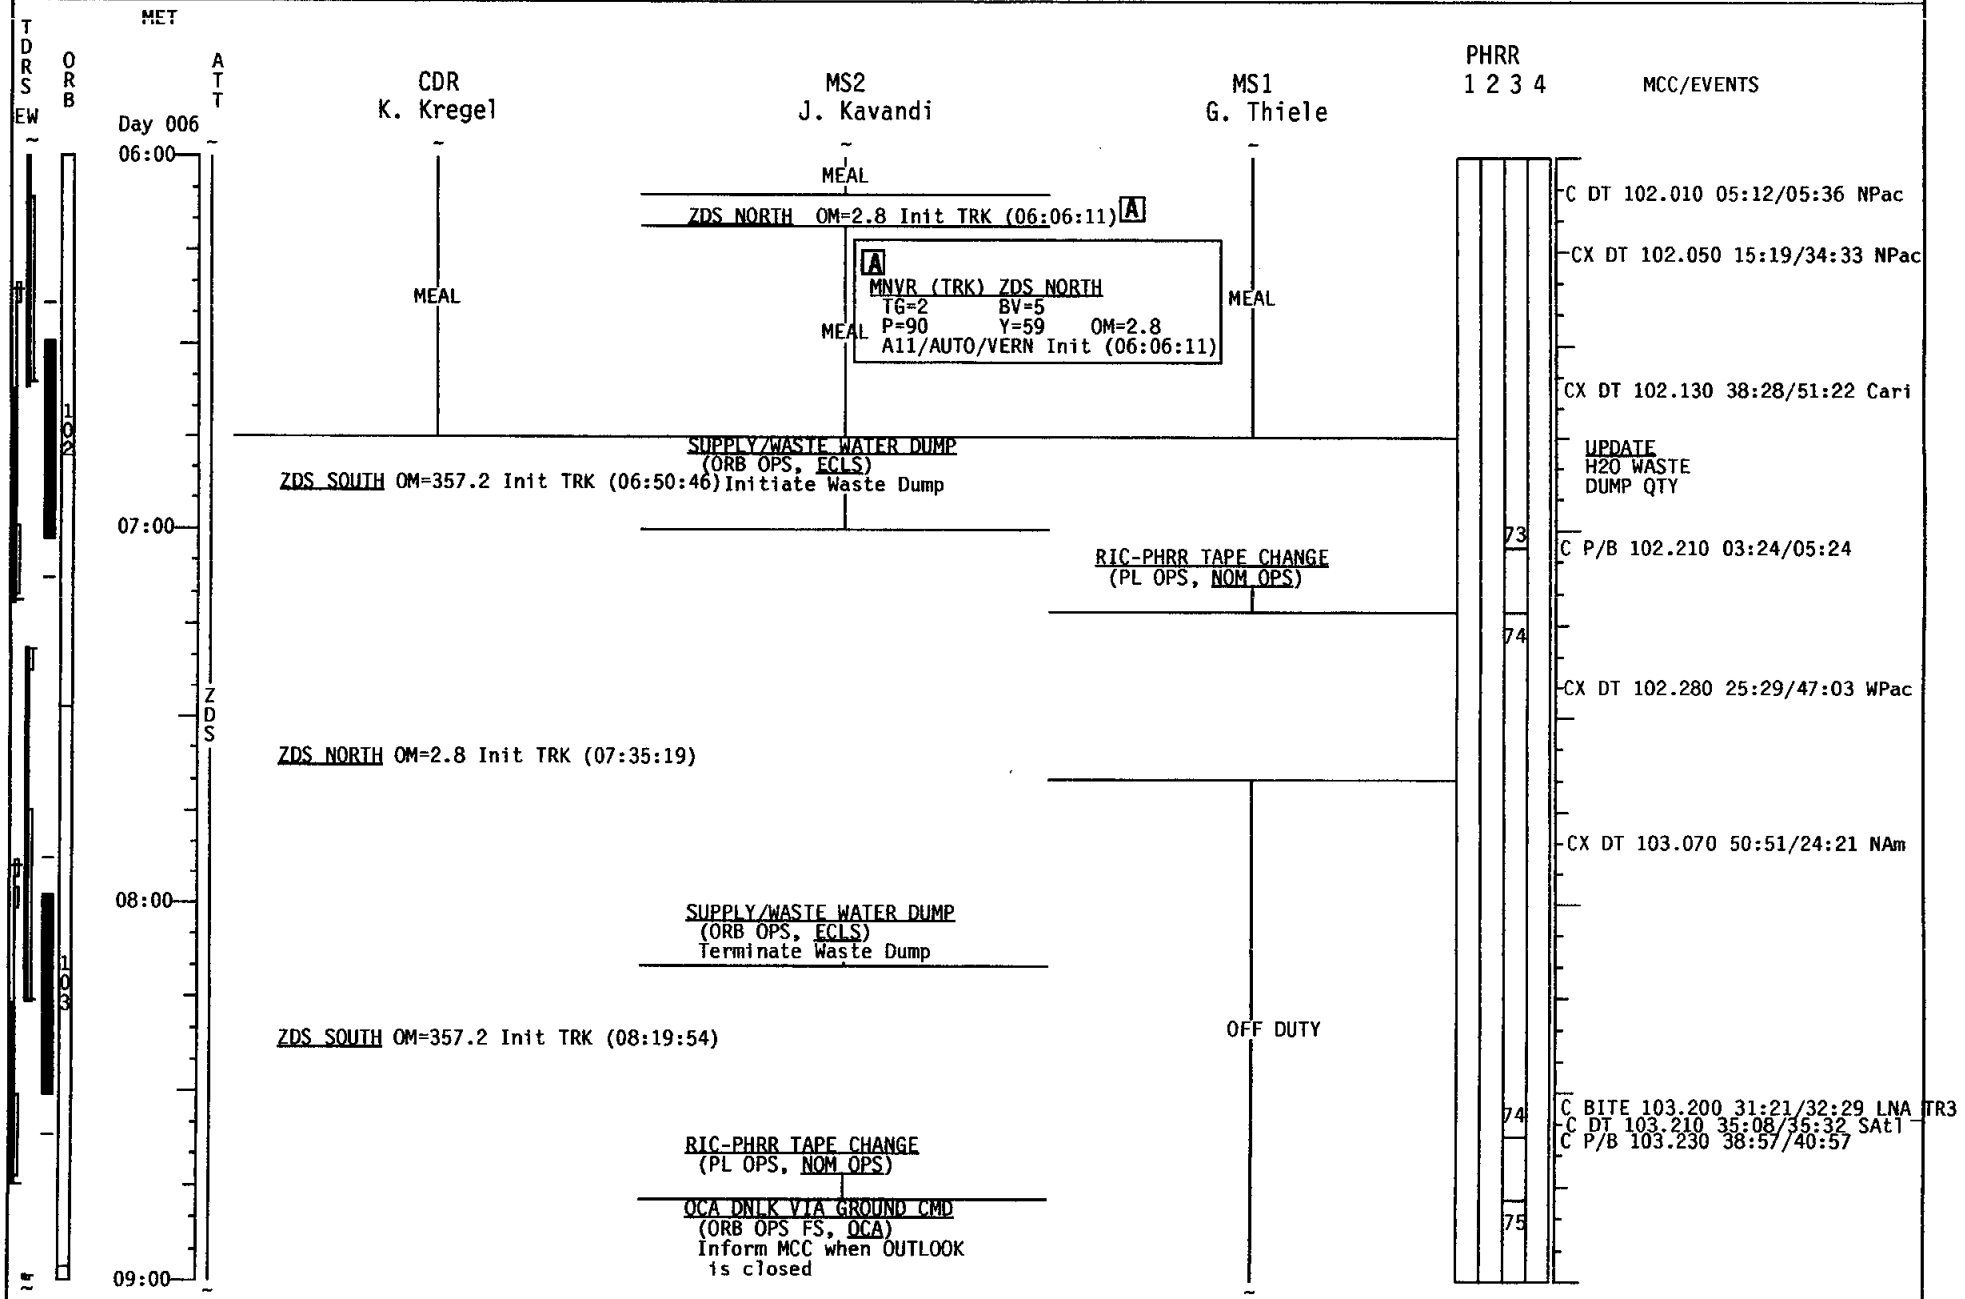 MET
TDRS
EW
ORB
ATT
CDR
K. Kregel
MS2
J. Kavandi
MS1
G. Thiele
PHRR
1 2 3 4
MCC/EVENTS
Day 006
06:00
MEAL
C DT 102.010 05:12/05:36 NPac
ZDS NORTH OM=2.8 Init TRK (06:06:11) A
CX DT 102.050 15:19/34:33 NPac
A
MNVR (TRK) ZDS NORTH
TG=2 BV=5
P=90 Y=59 OM=2.8
All/AUTO/VERN Init (06:06:11)
MEAL
MEAL
MEAL
CX DT 102.130 38:28/51:22 Cari
102
SUPPLY/WASTE WATER DUMP
(ORB OPS, ECLS)
Initiate Waste Dump
ZDS SOUTH OM=357.2 Init TRK (06:50:46)
UPDATE
H2O WASTE
DUMP QTY
07:00
73
C P/B 102.210 03:24/05:24
RIC-PHRR TAPE CHANGE
(PL OPS, NOM OPS)
74
CX DT 102.280 25:29/47:03 WPac
ZDS
ZDS NORTH OM=2.8 Init TRK (07:35:19)
CX DT 103.070 50:51/24:21 NAm
08:00
SUPPLY/WASTE WATER DUMP
(ORB OPS, ECLS)
Terminate Waste Dump
103
ZDS SOUTH OM=357.2 Init TRK (08:19:54)
OFF DUTY
74
C BITE 103.200 31:21/32:29 LNA TR3
C DT 103.210 35:08/35:32 SAtl
C P/B 103.230 38:57/40:57
RIC-PHRR TAPE CHANGE
(PL OPS, NOM OPS)
OCA DNLK VIA GROUND CMD
(ORB OPS FS, OCA)
Inform MCC when OUTLOOK
is closed
75
09:00